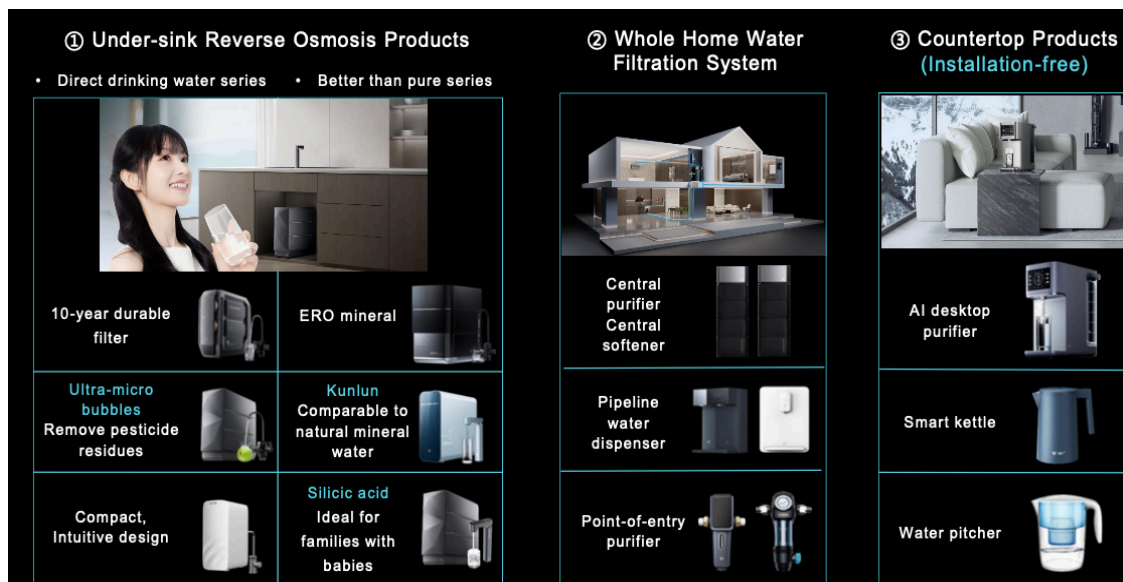 ① Under-sink Reverse Osmosis Products
• Direct drinking water series
• Better than pure series
10-year durable
filter
ERO mineral
Ultra-micro
bubbles
Remove pesticide
residues
Kunlun
Comparable to
natural mineral
water
Compact,
Intuitive design
Silicic acid
Ideal for
families with
babies
② Whole Home Water
Filtration System
Central
purifier
Central
softener
Pipeline
water
dispenser
Point-of-entry
purifier
③ Countertop Products
(Installation-free)
AI desktop
purifier
Smart kettle
Water pitcher